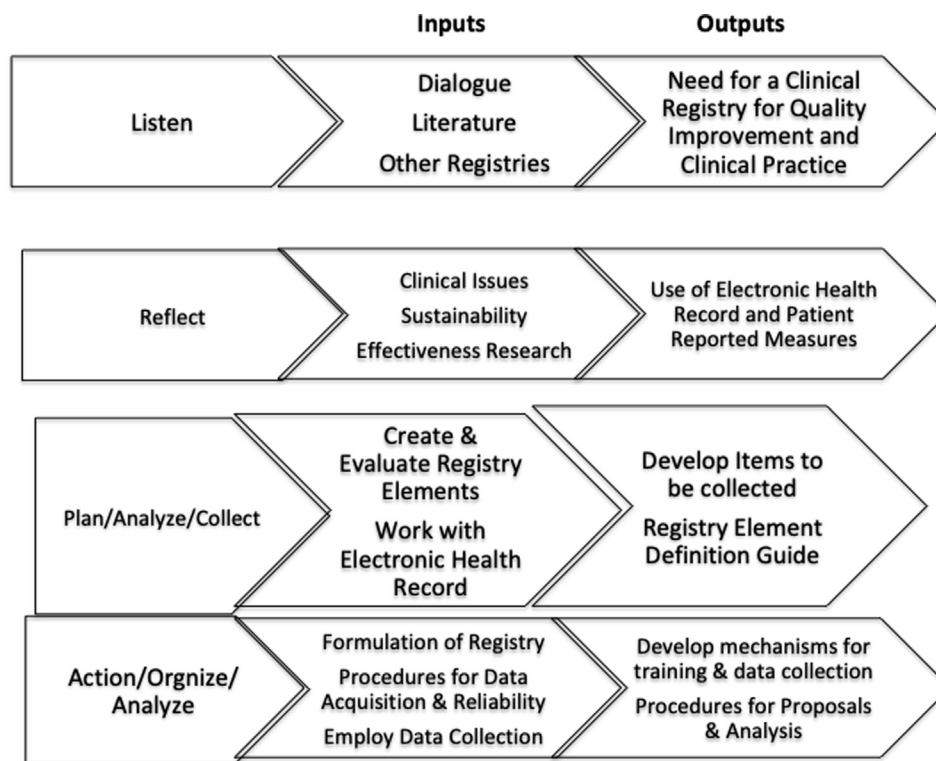 Inputs
Outputs
Listen
Dialogue
Literature
Other Registries
Need for a Clinical
Registry for Quality
Improvement and
Clinical Practice
Reflect
Clinical Issues
Sustainability
Effectiveness Research
Use of Electronic Health
Record and Patient
Reported Measures
Plan/Analyze/Collect
Create &
Evaluate Registry
Elements
Work with
Electronic Health
Record
Develop Items to
be collected
Registry Element
Definition Guide
Action/Orgnize/
Analyze
Formulation of Registry
Procedures for Data
Acquisition & Reliability
Employ Data Collection
Develop mechanisms for
training & data collection
Procedures for Proposals
& Analysis